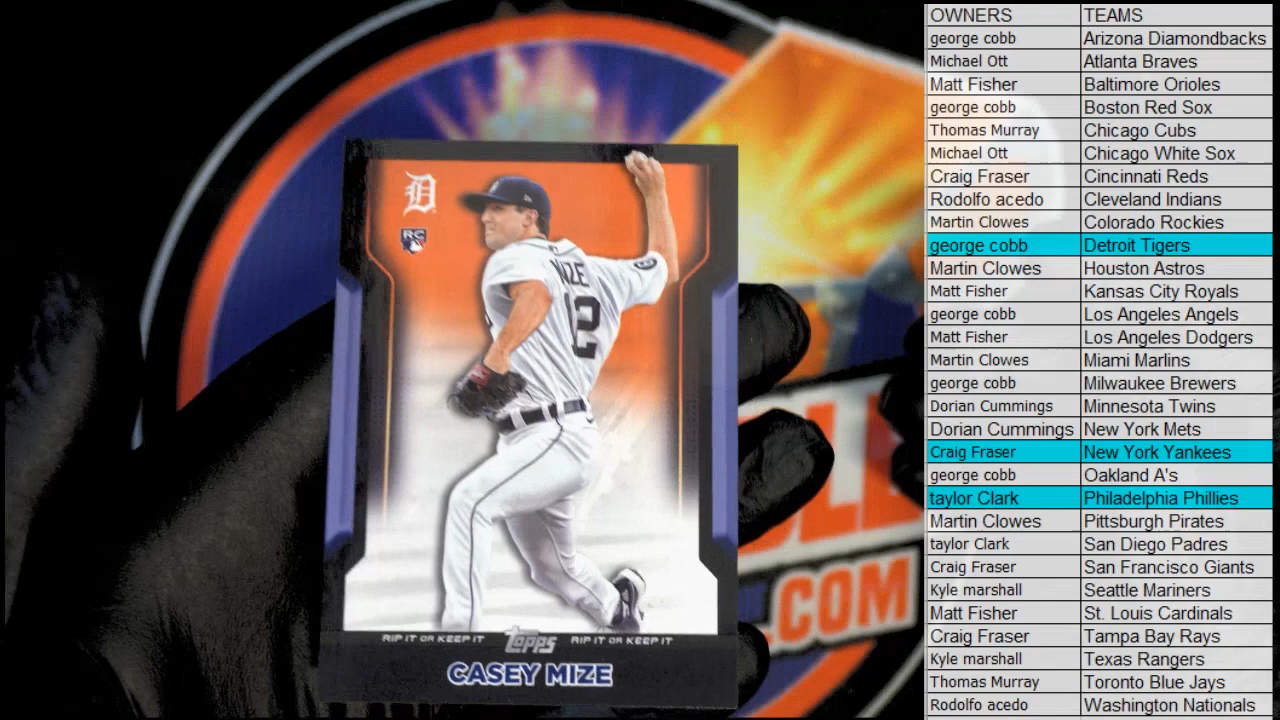 OWNERS TEAMS
george cobb Arizona Diamondbacks
Michael Ott Atlanta Braves
Matt Fisher Baltimore Orioles
george cobb Boston Red Sox
Thomas Murray Chicago Cubs
Michael Ott Chicago White Sox
Craig Fraser Cincinnati Reds
Rodolfo acedo Cleveland Indians
Martin Clowes Colorado Rockies
george cobb Detroit Tigers
Martin Clowes Houston Astros
Matt Fisher Kansas City Royals
george cobb Los Angeles Angels
Matt Fisher Los Angeles Dodgers
Martin Clowes Miami Marlins
george cobb Milwaukee Brewers
Dorian Cummings Minnesota Twins
Dorian Cummings New York Mets
Craig Fraser New York Yankees
george cobb Oakland A's
taylor Clark Philadelphia Phillies
Martin Clowes Pittsburgh Pirates
taylor Clark San Diego Padres
Craig Fraser San Francisco Giants
Kyle marshall Seattle Mariners
Matt Fisher St. Louis Cardinals
Craig Fraser Tampa Bay Rays
Kyle marshall Texas Rangers
Thomas Murray Toronto Blue Jays
Rodolfo acedo Washington Nationals
D
RC
12
RIP IT OR KEEP IT Topps RIP IT OR KEEP IT
CASEY MIZE
.COM